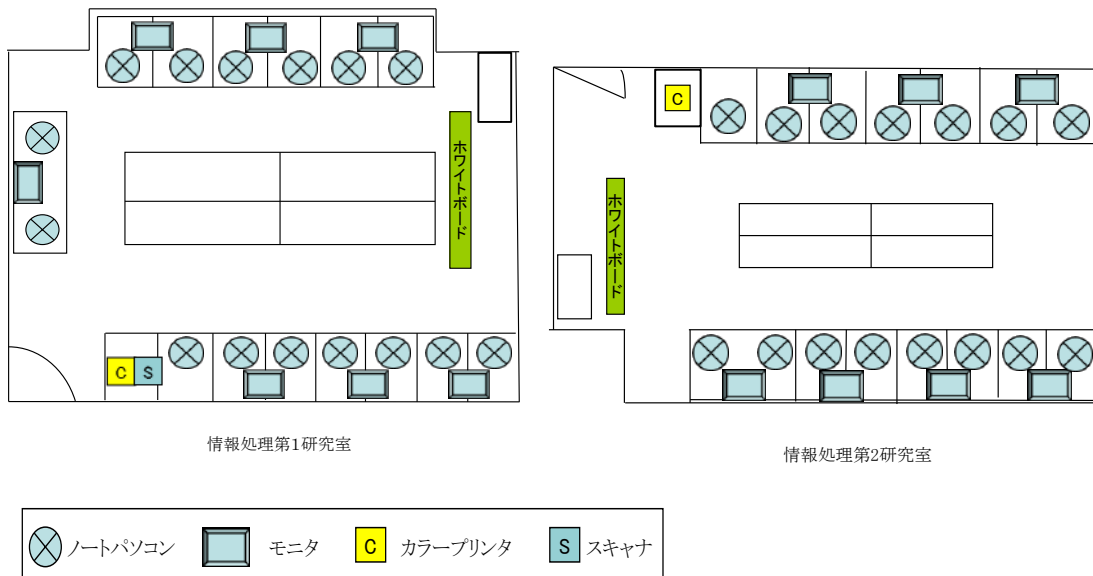 ホワイトボード
C S
情報処理第1研究室
C
ホワイトボード
情報処理第2研究室
ノートパソコン モニタ C カラープリンタ S スキャナ